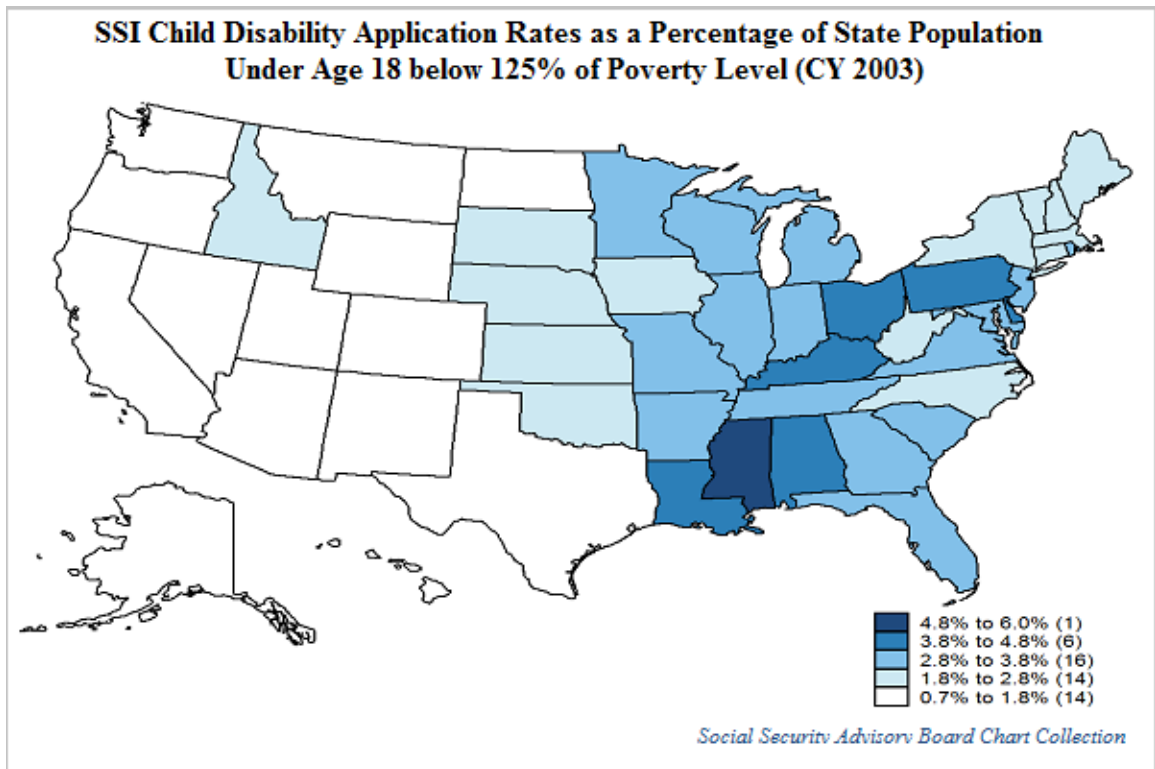 SSI Child Disability Application Rates as a Percentage of State Population
Under Age 18 below 125% of Poverty Level (CY 2003)
4.8% to 6.0% (1)
3.8% to 4.8% (6)
2.8% to 3.8% (16)
1.8% to 2.8% (14)
0.7% to 1.8% (14)
Social Security Advisory Board Chart Collection